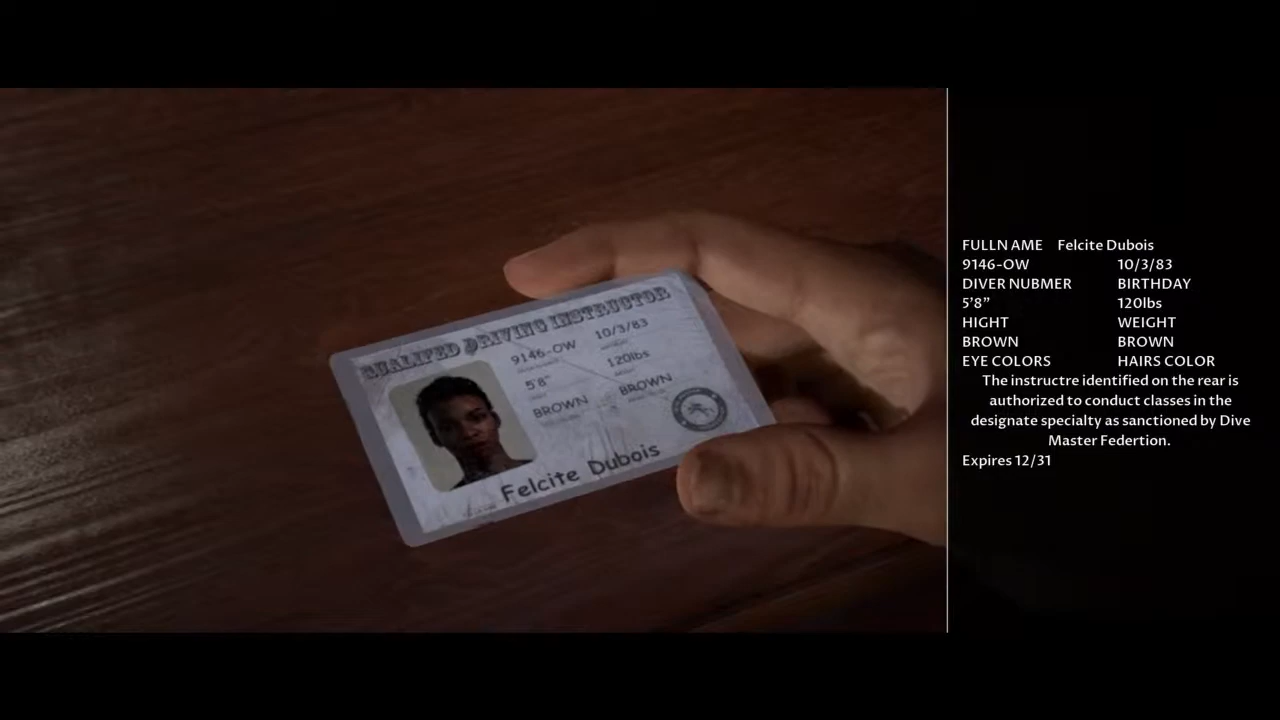 QUALIFED DRIVING INSTRUCTOR
9146-OW 10/3/83
5'8" 120lbs
BROWN BROWN
Felcite Dubois
FULLN AME Felcite Dubois
9146-OW 10/3/83
DIVER NUBMER BIRTHDAY
5’8” 120lbs
HIGHT WEIGHT
BROWN BROWN
EYE COLORS HAIRS COLOR
The instructre identified on the rear is
authorized to conduct classes in the
designate specialty as sanctioned by Dive
Master Federtion.
Expires 12/31